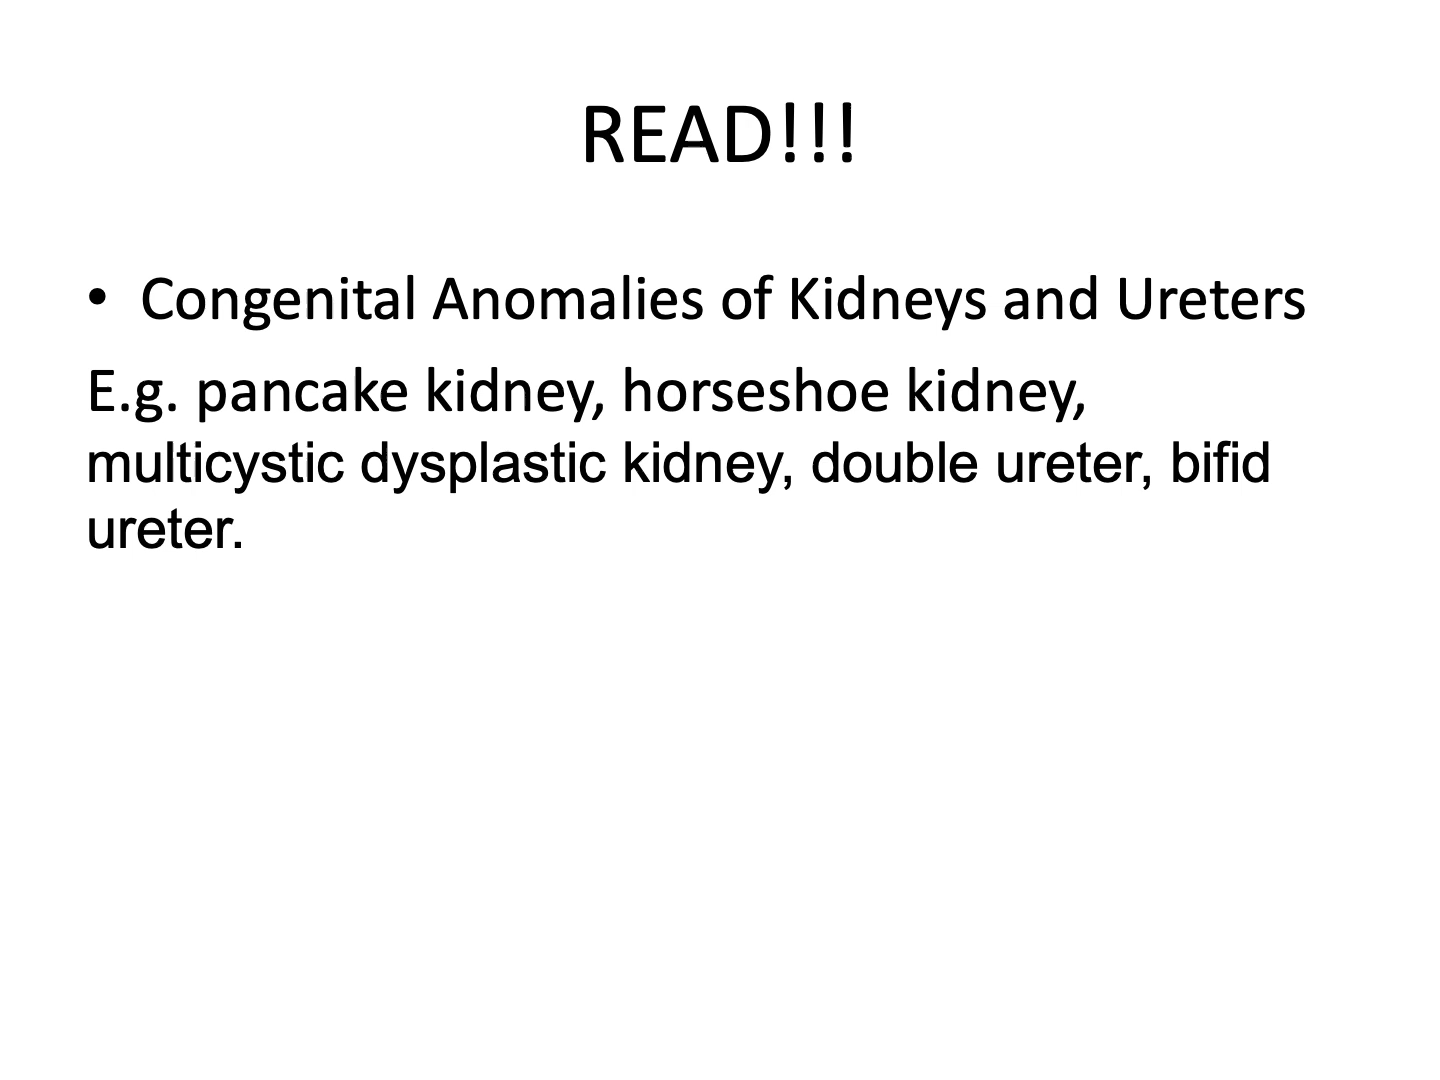 READ!!!
• Congenital Anomalies of Kidneys and Ureters
E.g. pancake kidney, horseshoe kidney,
multicystic dysplastic kidney, double ureter, bifid
ureter.